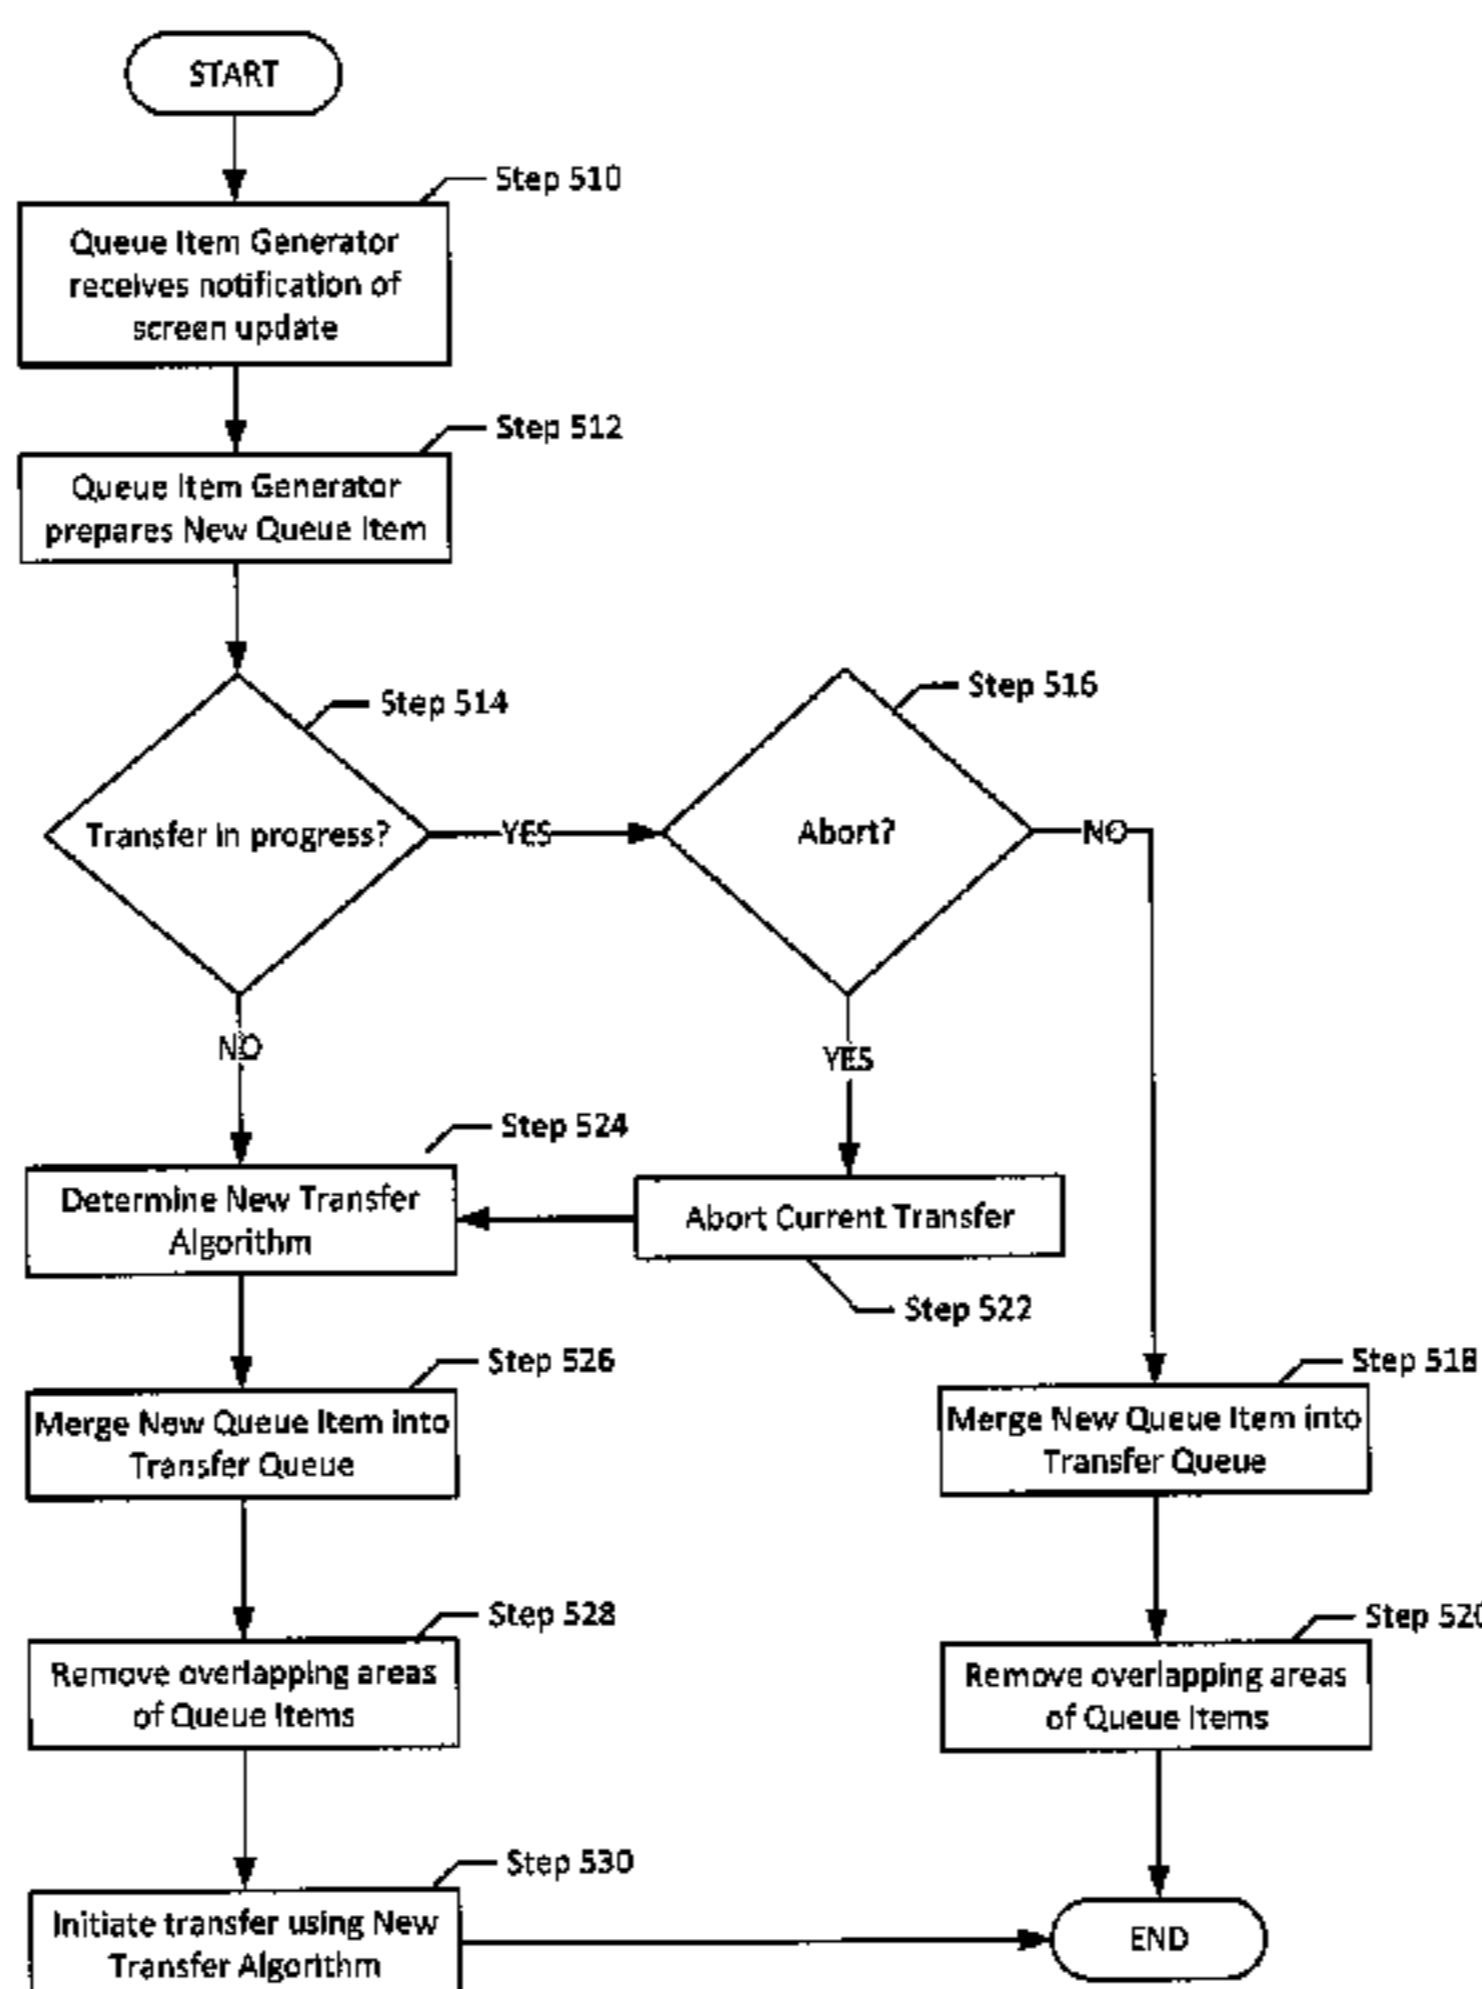 START
Step 510
Queue Item Generator
receives notification of
screen update
Step 512
Queue Item Generator
prepares New Queue Item
Step 514
Transfer in progress?
YES
Step 516
Abort?
NO
NO
YES
Step 524
Determine New Transfer
Algorithm
Abort Current Transfer
Step 522
Step 526
Merge New Queue Item into
Transfer Queue
Step 518
Merge New Queue Item into
Transfer Queue
Step 528
Remove overlapping areas
of Queue Items
Step 520
Remove overlapping areas
of Queue Items
Step 530
Initiate transfer using New
Transfer Algorithm
END